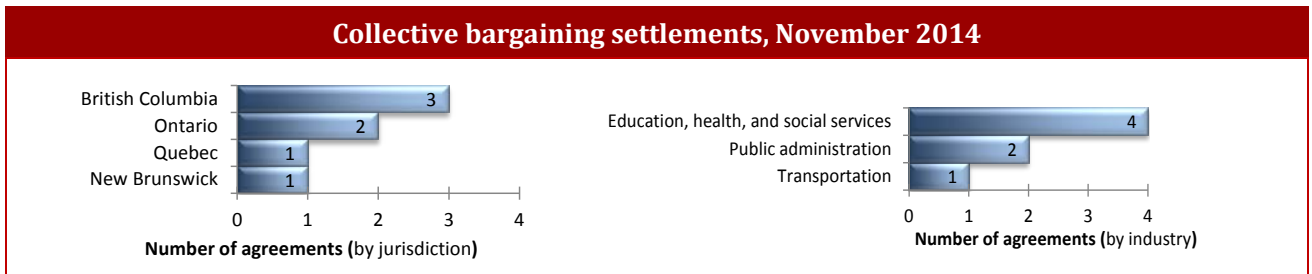 Collective bargaining settlements, November 2014
British Columbia 3
Ontario 2
Quebec 1
New Brunswick 1
0 1 2 3 4
Number of agreements (by jurisdiction)
Education, health, and social services 4
Public administration 2
Transportation 1
0 1 2 3 4
Number of agreements (by industry)